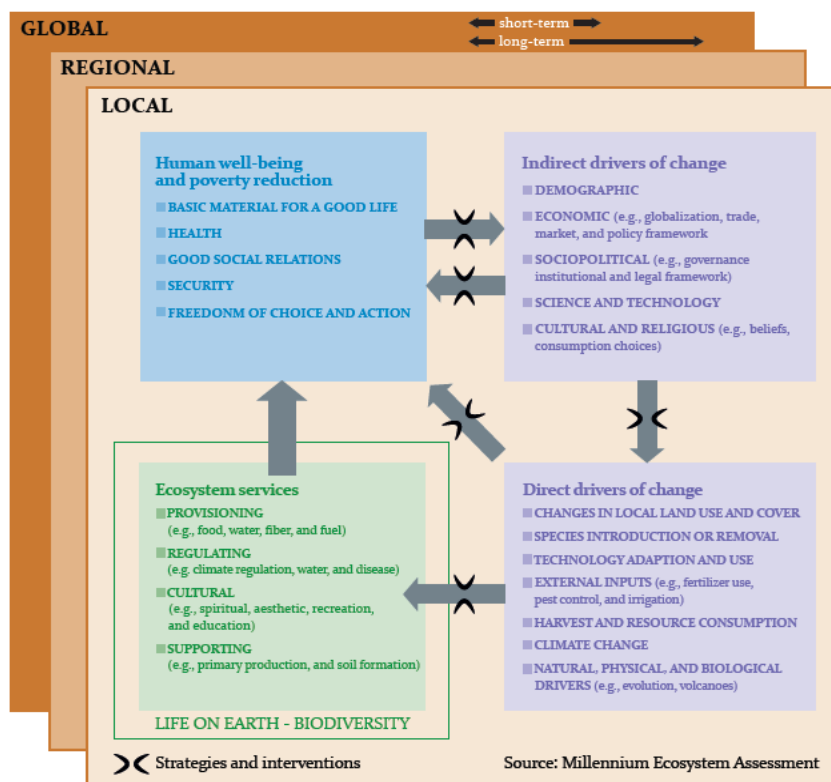 GLOBAL
short-term
long-term
REGIONAL
LOCAL
Human well-being
and poverty reduction
BASIC MATERIAL FOR A GOOD LIFE
HEALTH
GOOD SOCIAL RELATIONS
SECURITY
FREEDONM OF CHOICE AND ACTION
Indirect drivers of change
DEMOGRAPHIC
ECONOMIC (e.g., globalization, trade,
market, and policy framework
SOCIOPOLITICAL (e.g., governance
institutional and legal framework)
SCIENCE AND TECHNOLOGY
CULTURAL AND RELIGIOUS (e.g., beliefs,
consumption choices)
Ecosystem services
PROVISIONING
(e.g., food, water, fiber, and fuel)
REGULATING
(e.g. climate regulation, water, and disease)
CULTURAL
(e.g., spiritual, aesthetic, recreation,
and education)
SUPPORTING
(e.g., primary production, and soil formation)
LIFE ON EARTH - BIODIVERSITY
Direct drivers of change
CHANGES IN LOCAL LAND USE AND COVER
SPECIES INTRODUCTION OR REMOVAL
TECHNOLOGY ADAPTION AND USE
EXTERNAL INPUTS (e.g., fertilizer use,
pest control, and irrigation)
HARVEST AND RESOURCE CONSUMPTION
CLIMATE CHANGE
NATURAL, PHYSICAL, AND BIOLOGICAL
DRIVERS (e.g., evolution, volcanoes)
Strategies and interventions
Source: Millennium Ecosystem Assessment